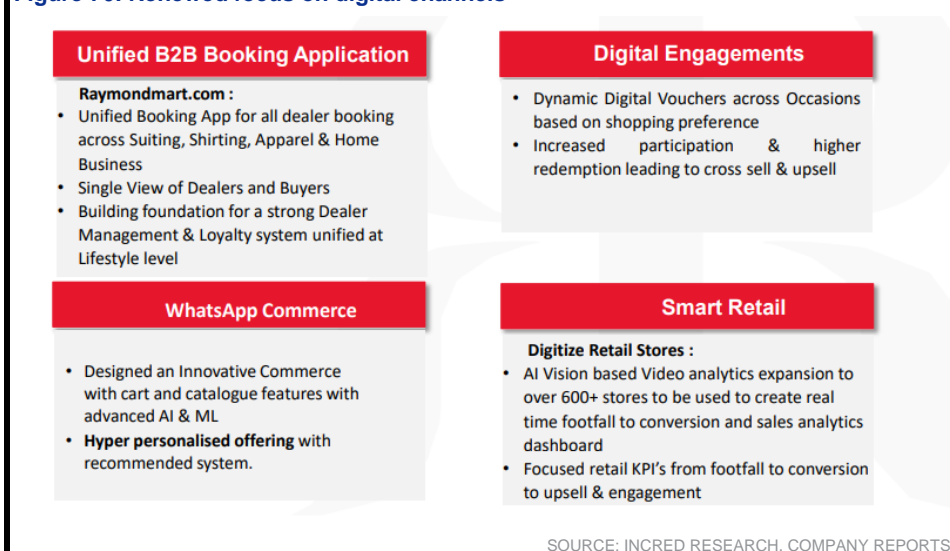 Unified B2B Booking Application
Raymondmart.com :
• Unified Booking App for all dealer booking
across Suiting, Shirting, Apparel & Home
Business
• Single View of Dealers and Buyers
• Building foundation for a strong Dealer
Management & Loyalty system unified at
Lifestyle level
Digital Engagements
• Dynamic Digital Vouchers across Occasions
based on shopping preference
• Increased participation & higher
redemption leading to cross sell & upsell
WhatsApp Commerce
• Designed an Innovative Commerce
with cart and catalogue features with
advanced AI & ML
• Hyper personalised offering with
recommended system.
Smart Retail
Digitize Retail Stores :
• AI Vision based Video analytics expansion to
over 600+ stores to be used to create real
time footfall to conversion and sales analytics
dashboard
• Focused retail KPI's from footfall to conversion
to upsell & engagement
SOURCE: INCRED RESEARCH, COMPANY REPORTS